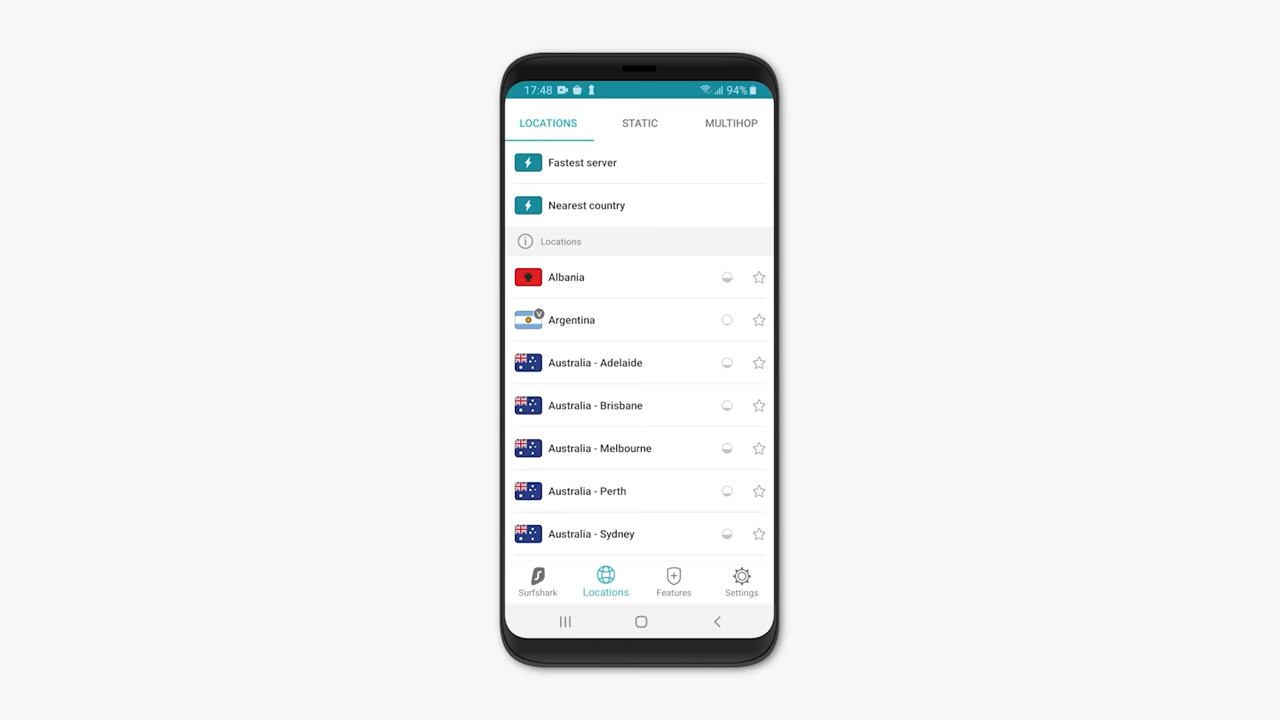 17:48 94%
LOCATIONS STATIC MULTIHOP
Fastest server
Nearest country
Locations
Albania
V
Argentina
Australia - Adelaide
Australia - Brisbane
Australia - Melbourne
Australia - Perth
Australia - Sydney
Surfshark Locations Features Settings